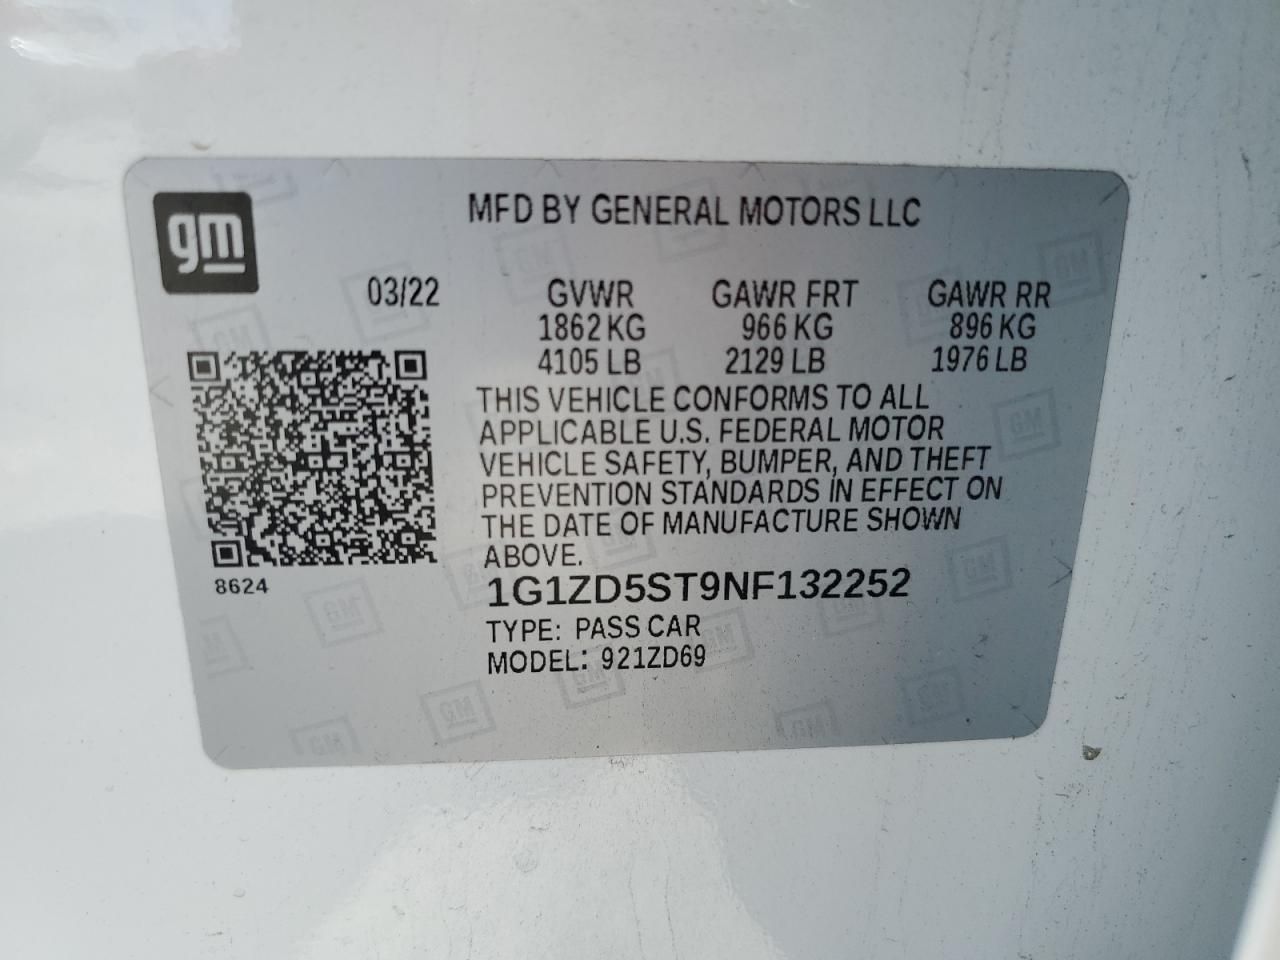 gm
MFD BY GENERAL MOTORS LLC
03/22 GVWR GAWR FRT GAWR RR
1862 KG 966 KG 896 KG
4105 LB 2129 LB 1976 LB
THIS VEHICLE CONFORMS TO ALL
APPLICABLE U.S. FEDERAL MOTOR
VEHICLE SAFETY, BUMPER, AND THEFT
PREVENTION STANDARDS IN EFFECT ON
THE DATE OF MANUFACTURE SHOWN
ABOVE.
8624
1G1ZD5ST9NF132252
TYPE: PASS CAR
MODEL: 921ZD69